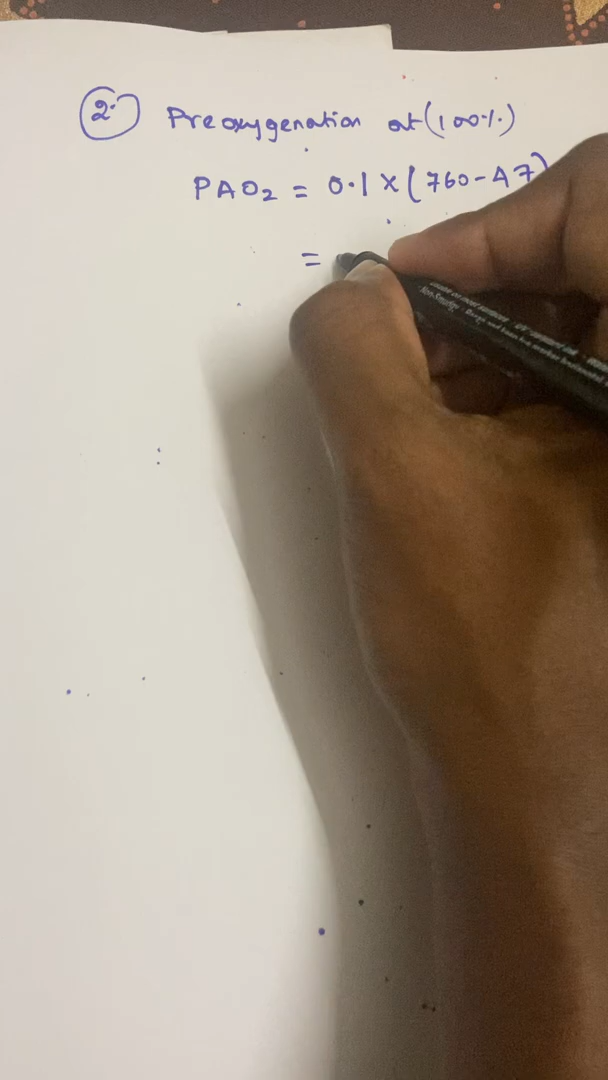 2. Preoxygenation at (100%)
PAO2 = 0.1 x (760-47)
=